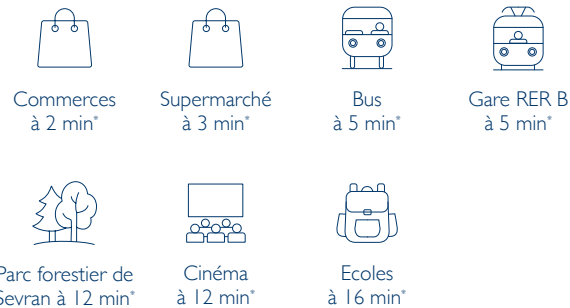 Commerces
à 2 min*
Supermarché
à 3 min*
Bus
à 5 min*
Gare RER B
à 5 min*
Parc forestier de
Sevran à 12 min*
Cinéma
à 12 min*
Ecoles
à 16 min*